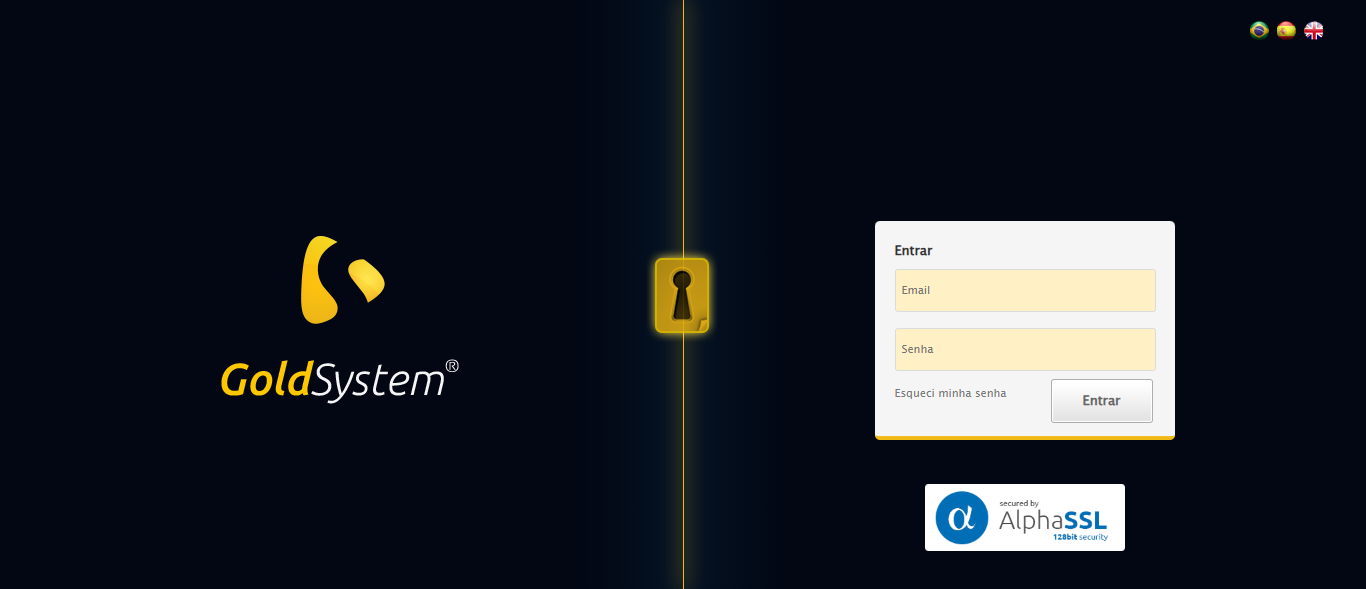 GoldSystem®
Entrar
Email
Senha
Esqueci minha senha
Entrar
α
secured by
AlphaSSL
128bit security